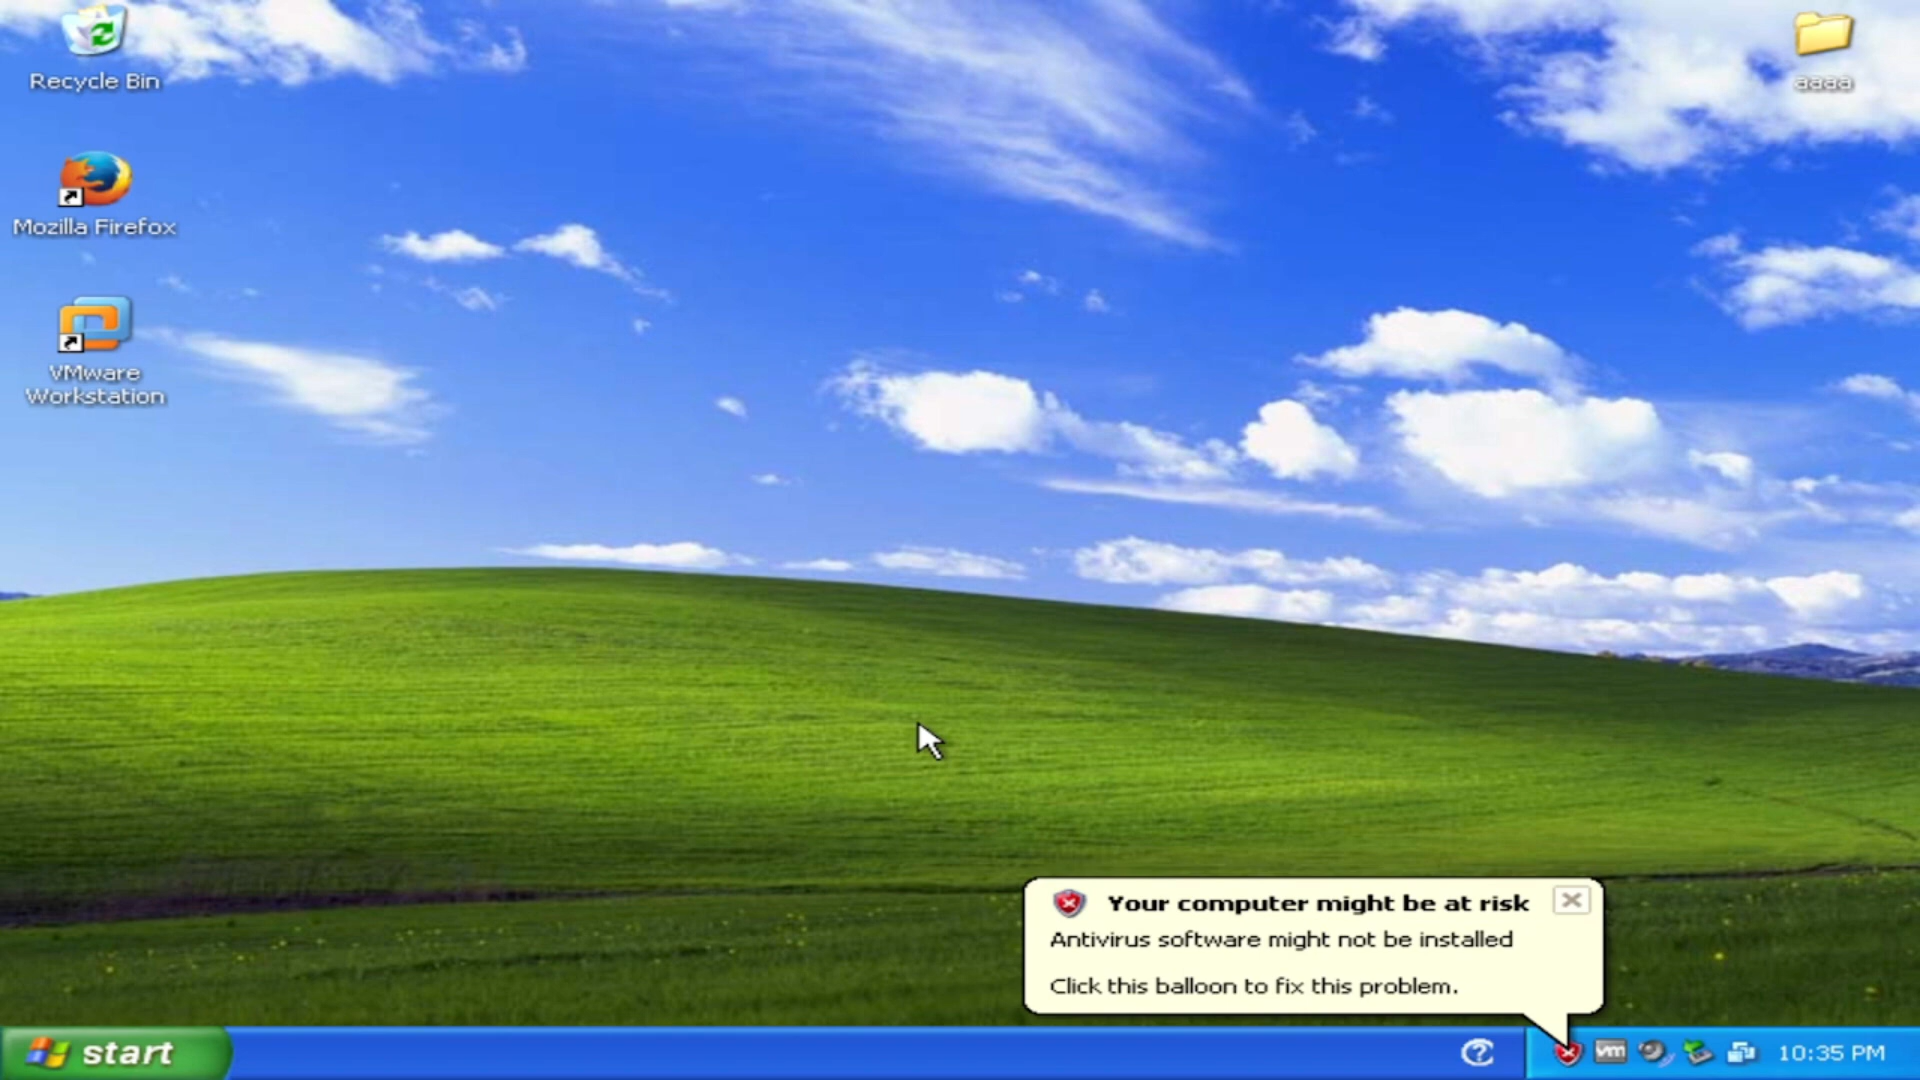 Recycle Bin
aaaa
Mozilla Firefox
VMware
Workstation
Your computer might be at risk
Antivirus software might not be installed
Click this balloon to fix this problem.
start
vm
10:35 PM